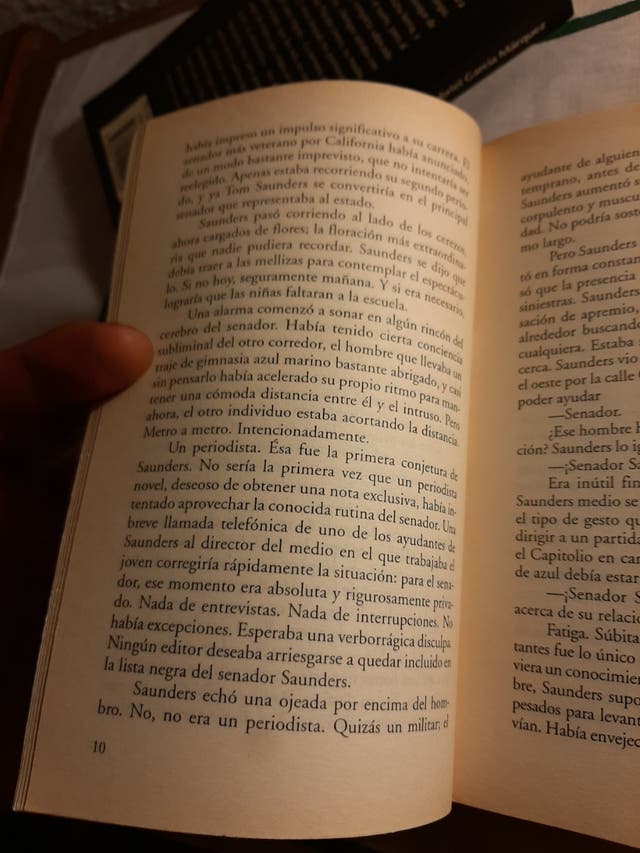 Gabriel García Márquez
había impreso un impulso significativo a su carrera. El
senador más veterano por California había anunciado,
de un modo bastante imprevisto, que no intentaría ser
reelegido. Apenas estaba recorriendo su segundo perío-
do, y ya Tom Saunders se convertiría en el principal
senador que representaba al estado.
Saunders pasó corriendo al lado de los cerezos,
ahora cargados de flores; la floración más extraordina-
ria que nadie pudiera recordar. Saunders se dijo que
debía traer a las mellizas para contemplar el espectácu-
lo. Si no hoy, seguramente mañana. Y si era necesario,
lograría que las niñas faltaran a la escuela.
Una alarma comenzó a sonar en algún rincón del
cerebro del senador. Había tenido cierta conciencia
subliminal del otro corredor, el hombre que llevaba un
traje de gimnasia azul marino bastante abrigado, y casi
sin pensarlo había acelerado su propio ritmo para man-
tener una cómoda distancia entre él y el intruso. Pero
ahora, el otro individuo estaba acortando la distancia.
Metro a metro. Intencionadamente.
Un periodista. Ésa fue la primera conjetura de
Saunders. No sería la primera vez que un periodista
novel, deseoso de obtener una nota exclusiva, había in-
tentado aprovechar la conocida rutina del senador. Una
breve llamada telefónica de uno de los ayudantes de
Saunders al director del medio en el que trabajaba el
joven corregiría rápidamente la situación: para el sena-
dor, ese momento era absoluta y rigurosamente priva-
do. Nada de entrevistas. Nada de interrupciones. No
había excepciones. Esperaba una verborrágica disculpa.
Ningún editor deseaba arriesgarse a quedar incluido en
la lista negra del senador Saunders.
Saunders echó una ojeada por encima del hom-
bro. No, no era un periodista. Quizás un militar; el
10
ayudante de alguien
temprano, antes de
Saunders aumentó s
corpulento y muscu
dad. No podría sost
mo largo.
Pero Saunders
tó en forma constan
só que la presencia
siniestras. Saunders
sación de apremio,
alrededor buscando
cualquiera. Estaba
cerca. Saunders vio
el oeste por la calle
poder ayudar
—Senador.
¿Ese hombre h
ción? Saunders lo ig
—¡Senador Sa
Era inútil fin
Saunders medio se
el tipo de gesto qu
dirigir a un partida
el Capitolio en car
de azul debía estar
—¡Senador S
acerca de su relació
Fatiga. Súbita
tantes fue lo único
viera un conocimien
bre, Saunders supo
pesados para levant
vían. Había envejec